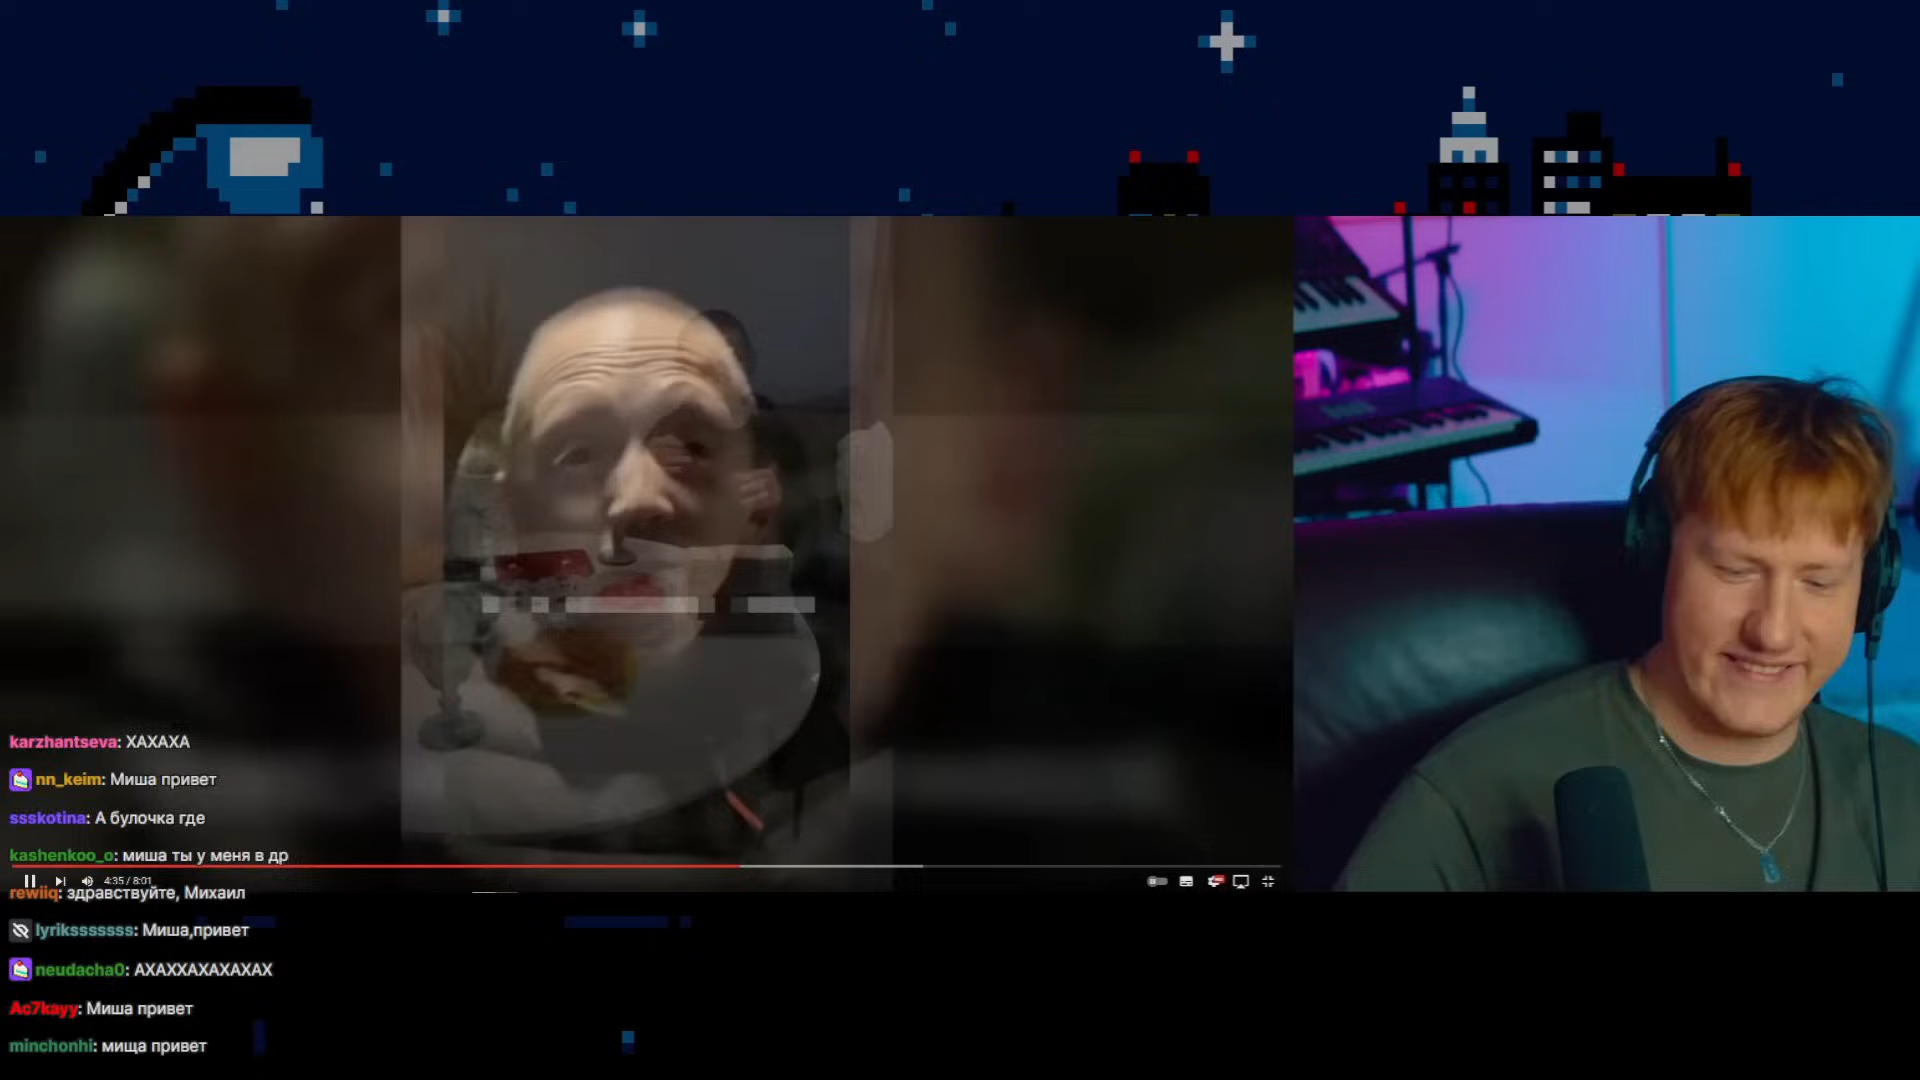 karzhantseva: ХАХАХА
nn_keim: Миша привет
ssskotina: А булочка где
kashenkoo_o: миша ты у меня в др
4:35 / 8:01
rewiiq: здравствуйте, Михаил
lyriksssssss: Миша,привет
neudacha0: АХАХХАХАХАХАХ
Ac7kayy: Миша привет
minchonhi: мища привет